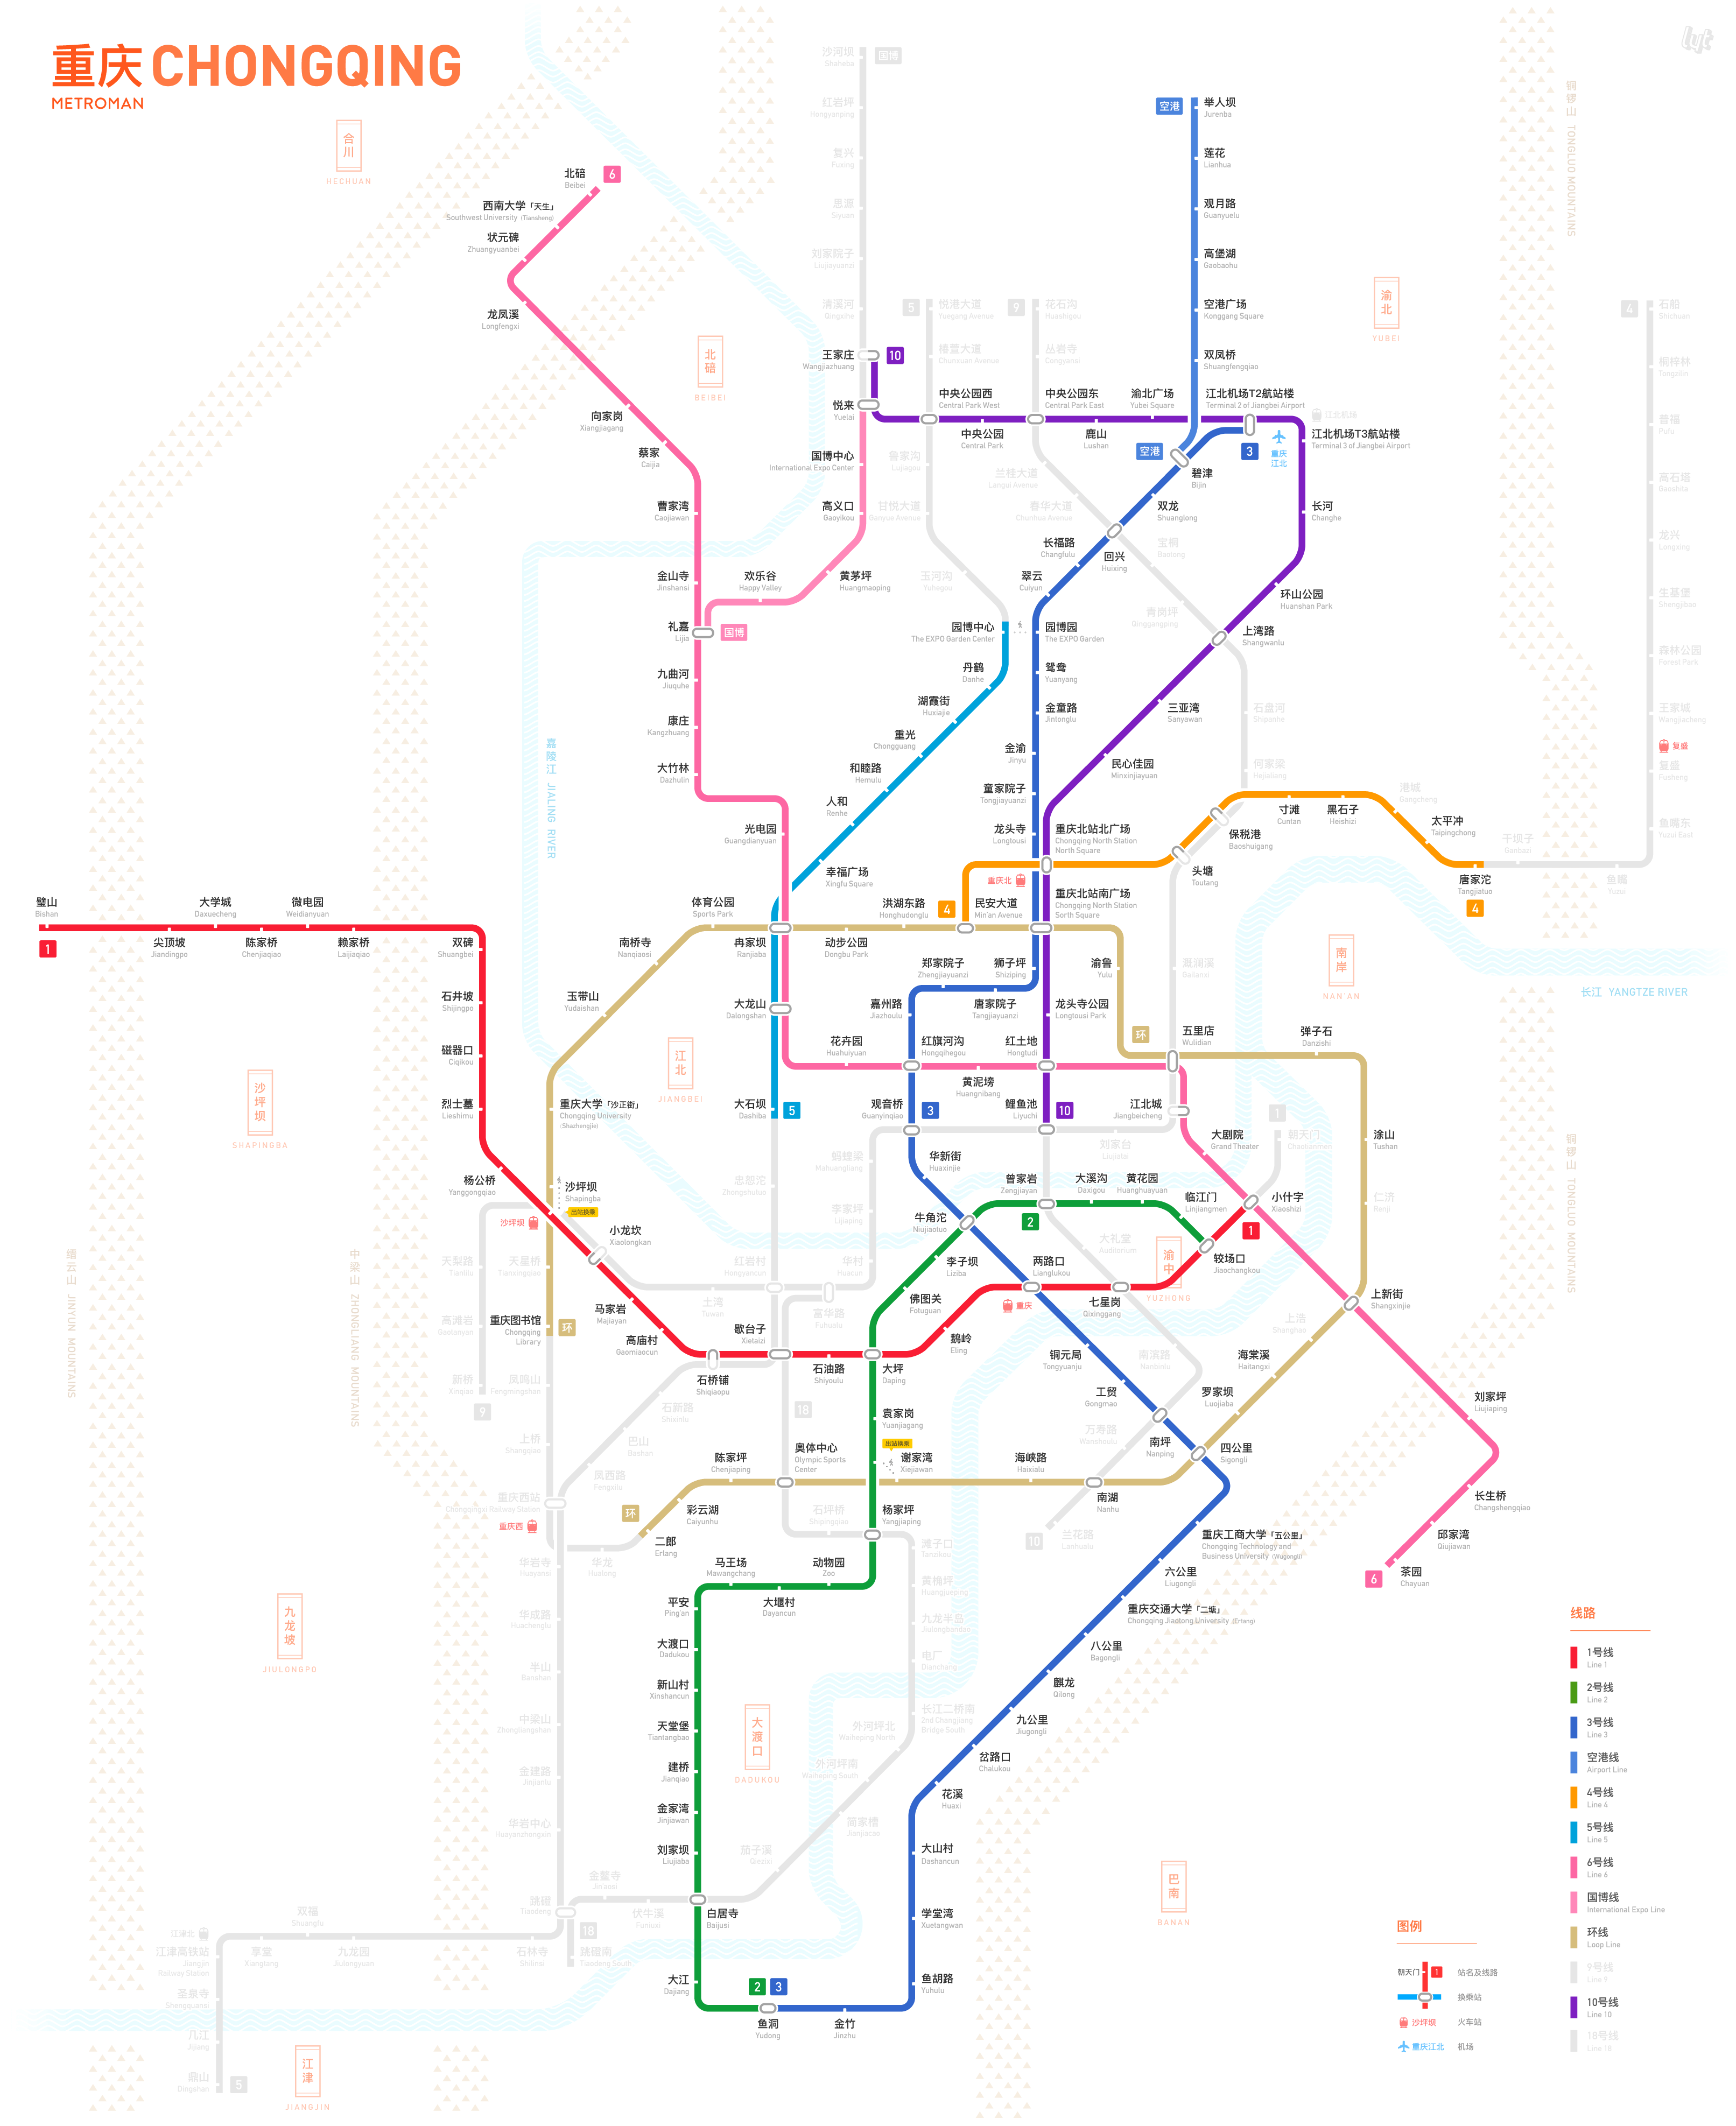 重庆 CHONGQING
METROMAN
lyft
合川
HECHUAN
北碚
BEIBEI
渝北
YUBEI
江北
JIANGBEI
南岸
NAN'AN
沙坪坝
SHAPINGBA
渝中
YUZHONG
九龙坡
JIULONGPO
大渡口
DADUKOU
巴南
BANAN
江津
JIANGJIN
嘉陵江 JIALING RIVER
长江 YANGTZE RIVER
缙云山 JINYUN MOUNTAINS
中梁山 ZHONGLIANG MOUNTAINS
铜锣山 TONGLUO MOUNTAINS
铜锣山 TONGLUO MOUNTAINS
北碚
Beibei
6
西南大学「天生」
Southwest University (Tiansheng)
状元碑
Zhuangyuanbei
龙凤溪
Longfengxi
向家岗
Xiangjiagang
蔡家
Caijia
曹家湾
Caojiawan
金山寺
Jinshansi
礼嘉
Lijia
国博
九曲河
Jiuquhe
康庄
Kangzhuang
大竹林
Dazhulin
光电园
Guangdianyuan
沙河坝
Shaheba
国博
红岩坪
Hongyanping
复兴
Fuxing
思源
Siyuan
刘家院子
Liujiayuanzi
清溪河
Qingxihe
王家庄
Wangjiazhuang
10
悦来
Yuelai
国博中心
International Expo Center
高义口
Gaoyikou
黄茅坪
Huangmaoping
欢乐谷
Happy Valley
5
悦港大道
Yuegang Avenue
椿萱大道
Chunxuan Avenue
中央公园西
Central Park West
中央公园
Central Park
鲁家沟
Lujiagou
甘悦大道
Ganyue Avenue
玉河沟
Yuhegou
9
花石沟
Huashigou
丛岩寺
Congyansi
中央公园东
Central Park East
鹿山
Lushan
渝北广场
Yubei Square
江北机场T2航站楼
Terminal 2 of Jiangbei Airport
江北机场
江北机场T3航站楼
Terminal 3 of Jiangbei Airport
3
重庆
江北
空港
举人坝
Jurenba
莲花
Lianhua
观月路
Guanyuelu
高堡湖
Gaobaohu
空港广场
Konggang Square
双凤桥
Shuangfengqiao
空港
碧津
Bijin
双龙
Shuanglong
回兴
Huixing
长福路
Changfulu
翠云
Cuiyun
兰桂大道
Langui Avenue
春华大道
Chunhua Avenue
宝桐
Baotong
青岗坪
Qinggangping
长河
Changhe
环山公园
Huanshan Park
上湾路
Shangwanlu
三亚湾
Sanyawan
民心佳园
Minxinjiayuan
石盘河
Shipanhe
何家梁
Hejialiang
园博中心
The EXPO Garden Center
园博园
The EXPO Garden
丹鹤
Danhe
湖霞街
Huxiajie
重光
Chongguang
和睦路
Hemulu
人和
Renhe
幸福广场
Xingfu Square
鸳鸯
Yuanyang
金童路
Jintonglu
金渝
Jinyu
童家院子
Tongjiayuanzi
龙头寺
Longtousi
重庆北站北广场
Chongqing North Station
North Square
重庆北
重庆北站南广场
Chongqing North Station
Sorth Square
4
石船
Shichuan
桐梓林
Tongzilin
普福
Pufu
高石塔
Gaoshita
龙兴
Longxing
生基堡
Shengjibao
森林公园
Forest Park
王家城
Wangjiacheng
复盛
复盛
Fusheng
鱼嘴东
Yuzui East
鱼嘴
Yuzui
干坝子
Ganbazi
唐家沱
Tangjiatuo
4
太平冲
Taipingchong
港城
Gangcheng
黑石子
Heishizi
寸滩
Cuntan
保税港
Baoshuigang
头塘
Toutang
璧山
Bishan
1
尖顶坡
Jiandingpo
大学城
Daxuecheng
陈家桥
Chenjiaqiao
微电园
Weidianyuan
赖家桥
Laijiaqiao
双碑
Shuangbei
石井坡
Shijingpo
磁器口
Ciqikou
烈士墓
Lieshimu
杨公桥
Yanggongqiao
体育公园
Sports Park
南桥寺
Nanqiaosi
玉带山
Yudaishan
冉家坝
Ranjiaba
动步公园
Dongbu Park
洪湖东路
Honghudonglu
4
民安大道
Min'an Avenue
大龙山
Dalongshan
郑家院子
Zhengjiayuanzi
狮子坪
Shiziping
唐家院子
Tangjiayuanzi
嘉州路
Jiazhoulu
龙头寺公园
Longtousi Park
渝鲁
Yulu
溉澜溪
Gailanxi
环
五里店
Wulidian
弹子石
Danzishi
花卉园
Huahuiyuan
红旗河沟
Hongqihegou
黄泥塝
Huangnibang
红土地
Hongtudi
重庆大学「沙正街」
Chongqing University
(Shazhengjie)
大石坝
Dashiba
5
观音桥
Guanyinqiao
3
鲤鱼池
Liyuchi
10
江北城
Jiangbeicheng
刘家台
Liujiatai
1
朝天门
Chaotianmen
大剧院
Grand Theater
涂山
Tushan
仁济
Renji
蚂蟥梁
Mahuangliang
李家坪
Lijiaping
华村
Huacun
忠恕沱
Zhongshutuo
红岩村
Hongyancun
富华路
Fuhualu
沙坪坝
Shapingba
出站换乘
沙坪坝
小龙坎
Xiaolongkan
土湾
Tuwan
天梨路
Tianlilu
天星桥
Tianxingqiao
高滩岩
Gaotanyan
新桥
Xinqiao
9
重庆图书馆
Chongqing
Library
环
马家岩
Majiayan
高庙村
Gaomiaocun
石桥铺
Shiqiaopu
歇台子
Xietaizi
石油路
Shiyoulu
大坪
Daping
华新街
Huaxinjie
牛角沱
Niujiaotuo
曾家岩
Zengjiayan
2
大溪沟
Daxigou
黄花园
Huanghuayuan
临江门
Linjiangmen
小什字
Xiaoshizi
1
较场口
Jiaochangkou
大礼堂
Auditorium
李子坝
Liziba
佛图关
Fotuguan
鹅岭
Eling
两路口
Lianglukou
重庆
七星岗
Qixinggang
铜元局
Tongyuanju
工贸
Gongmao
南滨路
Nanbinlu
万寿路
Wanshoulu
南坪
Nanping
上新街
Shangxinjie
上浩
Shanghao
海棠溪
Haitangxi
罗家坝
Luojiaba
四公里
Sigongli
刘家坪
Liujiaping
长生桥
Changshengqiao
邱家湾
Qiujiawan
茶园
Chayuan
6
凤鸣山
Fengmingshan
上桥
Shangqiao
重庆西站
Chongqingxi Railway Station
重庆西
石新路
Shixinlu
巴山
Bashan
凤西路
Fengxilu
18
袁家岗
Yuanjiagang
出站换乘
谢家湾
Xiejiawan
奥体中心
Olympic Sports
Center
陈家坪
Chenjiaping
彩云湖
Caiyunhu
环
二郎
Erlang
华龙
Hualong
海峡路
Haixialu
南湖
Nanhu
兰花路
Lanhualu
10
石坪桥
Shipingqiao
杨家坪
Yangjiaping
滩子口
Tanzikou
黄桷坪
Huangjueping
九龙半岛
Jiulongbandao
电厂
Dianchang
长江二桥南
2nd Changjiang
Bridge South
外河坪北
Waiheping North
外河坪南
Waiheping South
简家槽
Jianjiacao
茄子溪
Qiezixi
动物园
Zoo
大堰村
Dayancun
马王场
Mawangchang
平安
Ping'an
大渡口
Dadukou
新山村
Xinshancun
天堂堡
Tiantangbao
建桥
Jianqiao
金家湾
Jinjiawan
刘家坝
Liujiaba
白居寺
Baijusi
大江
Dajiang
2 3
鱼洞
Yudong
金竹
Jinzhu
鱼胡路
Yuhulu
学堂湾
Xuetangwan
大山村
Dashancun
花溪
Huaxi
岔路口
Chalukou
九公里
Jiugongli
麒龙
Qilong
八公里
Bagongli
重庆交通大学「二塘」
Chongqing Jiaotong University (Erlang)
六公里
Liugongli
重庆工商大学「五公里」
Chongqing Technology and
Business University (Wujongli)
华岩寺
Huayansi
华成路
Huachenglu
半山
Banshan
中梁山
Zhongliangshan
金建路
Jinjianlu
华岩中心
Huayanzhongxin
跳磴
Tiaodeng
金鳌寺
Jin'aosi
伏牛溪
Funiuxi
18
跳磴南
Tiaodeng South
石林寺
Shilinsi
九龙园
Jiulongyuan
双福
Shuangfu
享堂
Xiangtang
江津北
江津高铁站
Jiangjin
Railway Station
圣泉寺
Shengquansi
几江
Jijiang
鼎山
Dingshan
5
图例
朝天门 1 站名及线路
换乘站
沙坪坝 火车站
重庆江北 机场
线路
1号线
Line 1
2号线
Line 2
3号线
Line 3
空港线
Airport Line
4号线
Line 4
5号线
Line 5
6号线
Line 6
国博线
International Expo Line
环线
Loop Line
9号线
Line 9
10号线
Line 10
18号线
Line 18